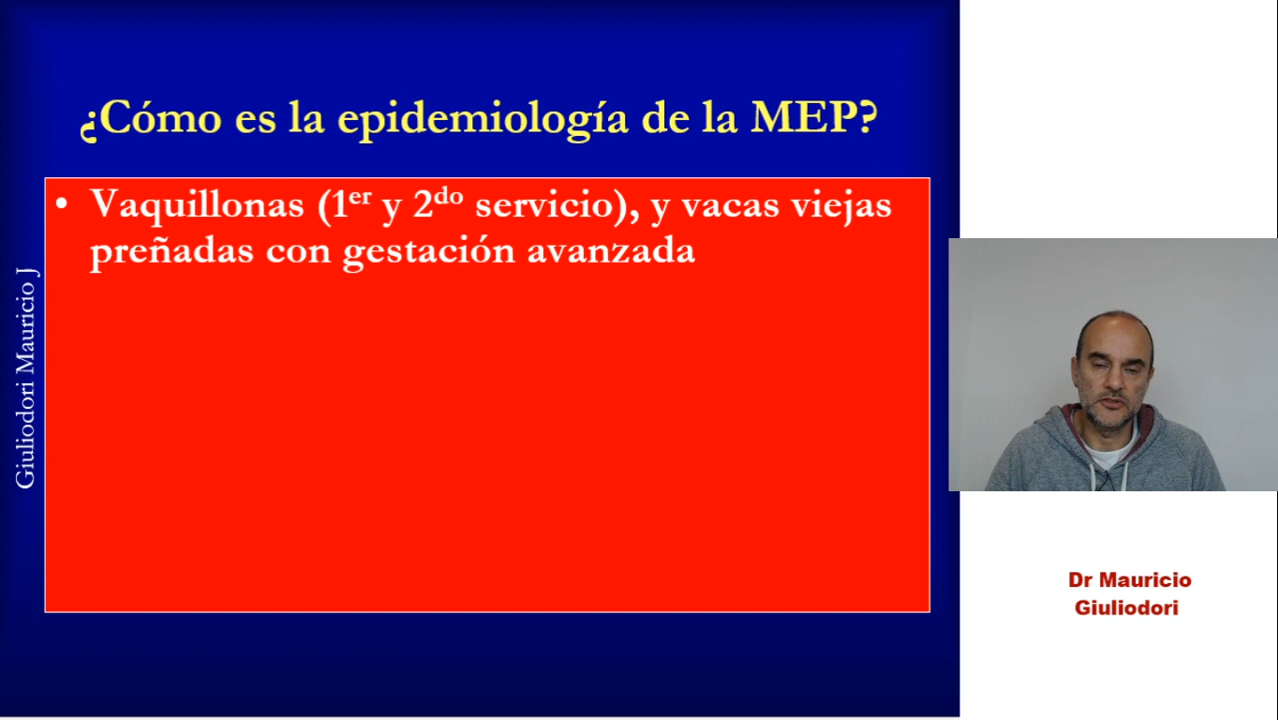 ¿Cómo es la epidemiología de la MEP?
• Vaquillonas (1er y 2do servicio), y vacas viejas
preñadas con gestación avanzada
Giuliodori Mauricio J
Dr Mauricio
Giuliodori